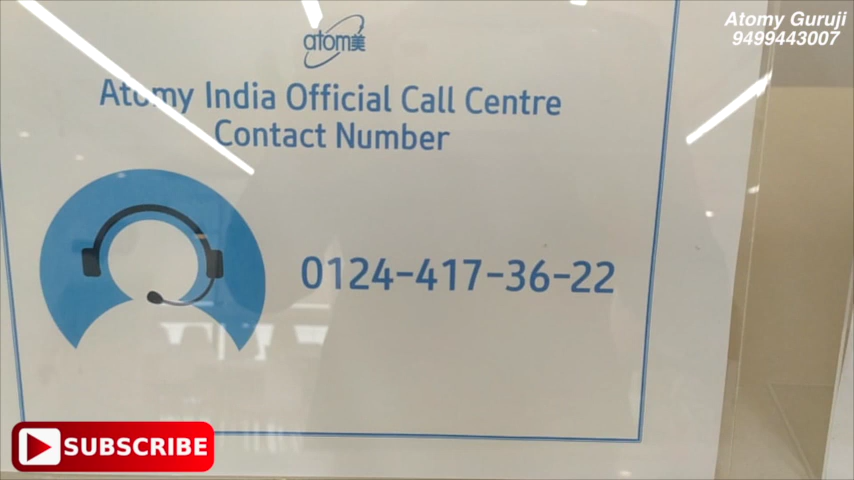 Atomy Guruji
9499443007
atom美
Atomy India Official Call Centre
Contact Number
0124-417-36-22
SUBSCRIBE